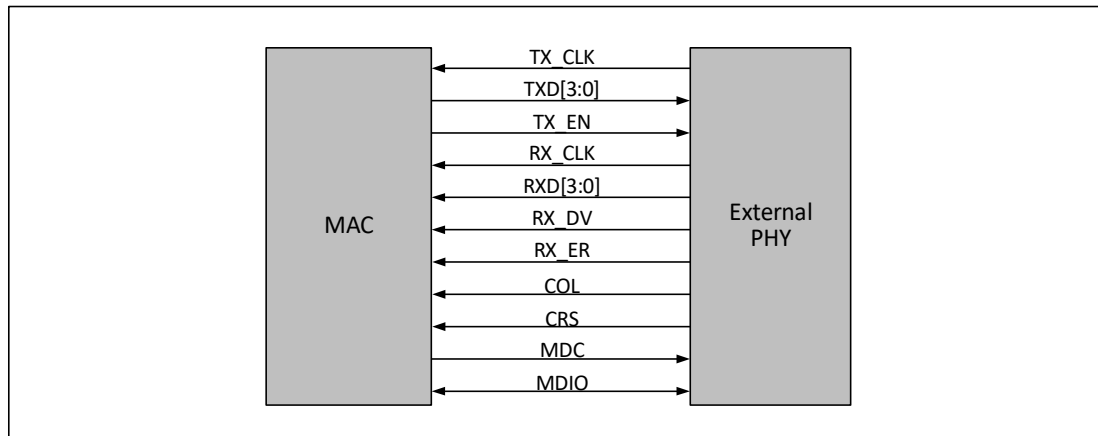 TX_CLK
TXD[3:0]
TX_EN
RX_CLK
RXD[3:0]
RX_DV
RX_ER
COL
CRS
MDC
MDIO
MAC
External
PHY